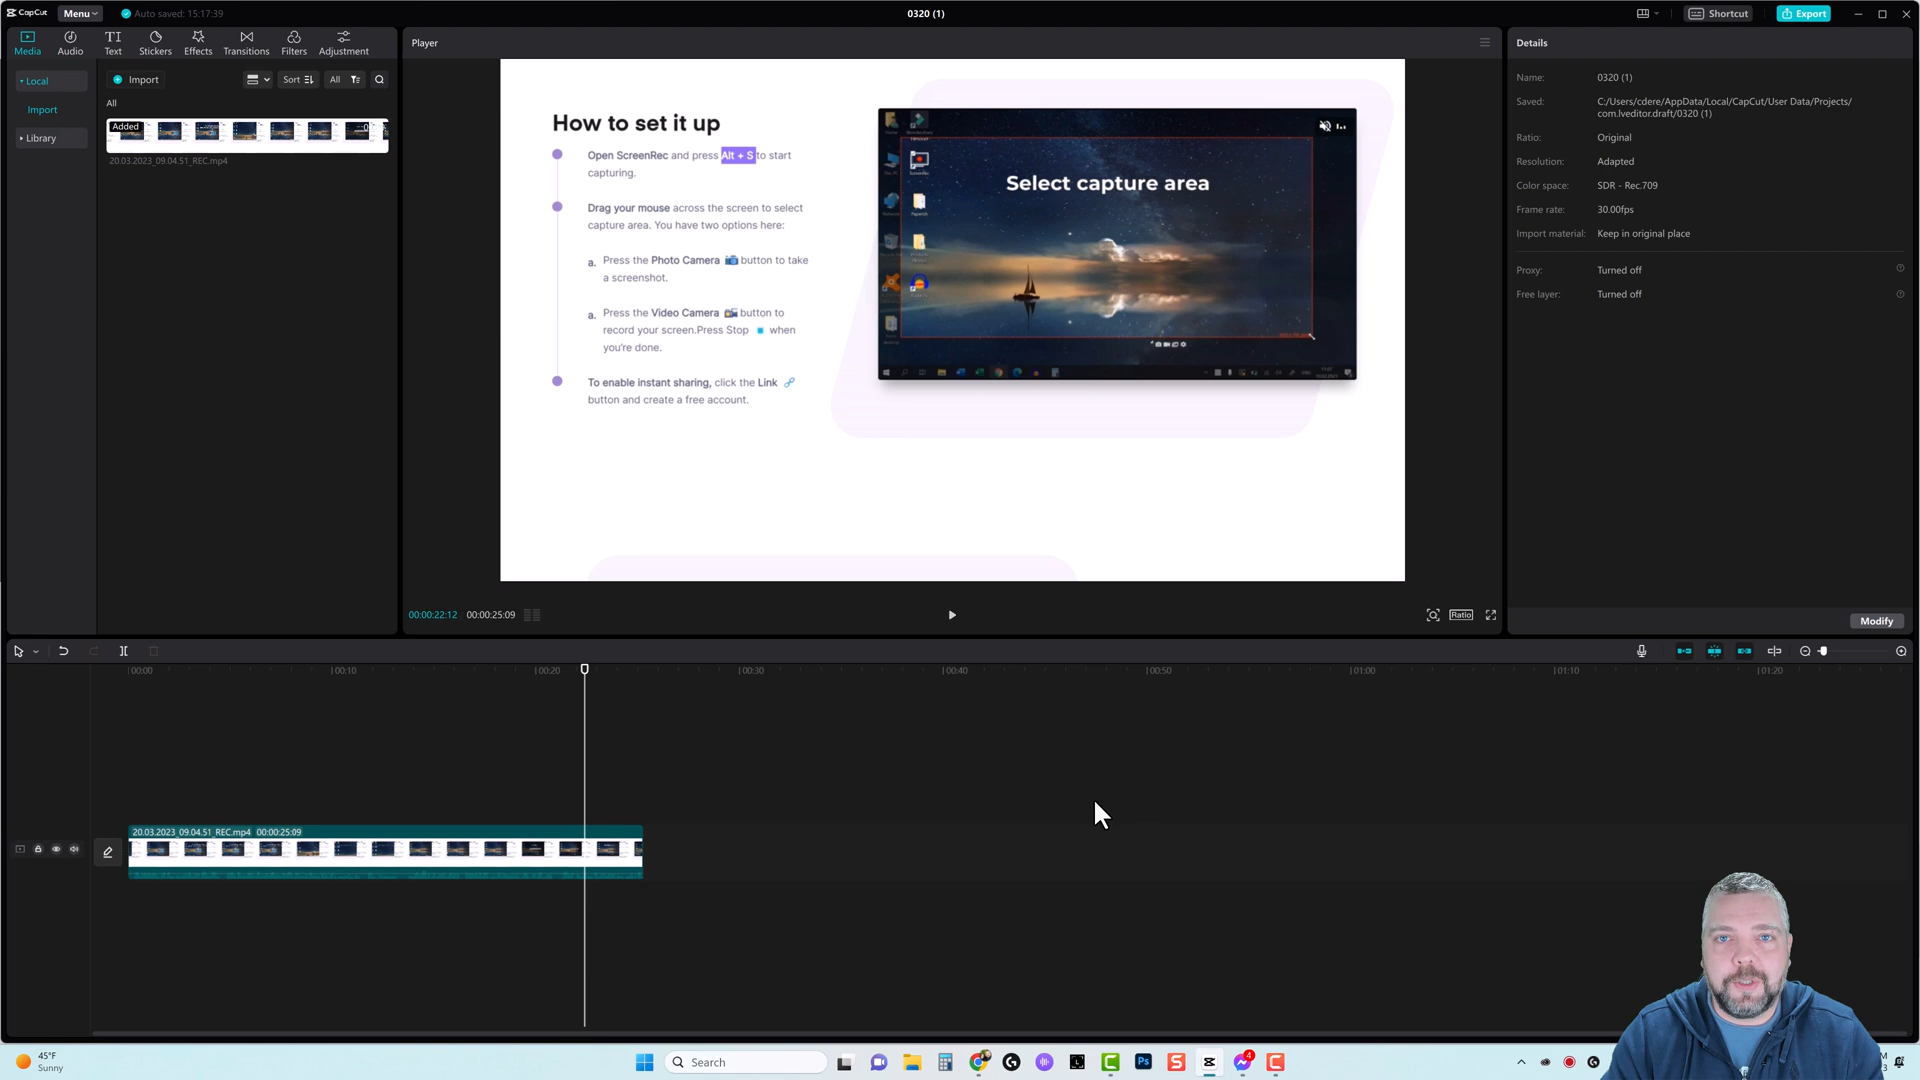 CapCut
Menu
Auto saved: 15:17:39
0320 (1)
Shortcut
Export
Media
Audio
Text
Stickers
Effects
Transitions
Filters
Adjustment
Player
Details
Local
Import
Library
Import
Sort
All
All
Added
20.03.2023_09.04.51_REC.mp4
How to set it up
Open ScreenRec and press Alt + S to start
capturing.
Drag your mouse across the screen to select
capture area. You have two options here:
a. Press the Photo Camera button to take
a screenshot.
a. Press the Video Camera button to
record your screen.Press Stop when
you're done.
To enable instant sharing, click the Link
button and create a free account.
Select capture area
00:00:22:12
00:00:25:09
Ratio
Name: 0320 (1)
Saved: C:/Users/cdere/AppData/Local/CapCut/User Data/Projects/
com.lveditor.draft/0320 (1)
Ratio: Original
Resolution: Adapted
Color space: SDR - Rec.709
Frame rate: 30.00fps
Import material: Keep in original place
Proxy: Turned off
Free layer: Turned off
Modify
00:00
00:10
00:20
00:30
00:40
00:50
01:00
01:10
01:20
20.03.2023_09.04.51_REC.mp4 00:00:25:09
45°F
Sunny
Search
4